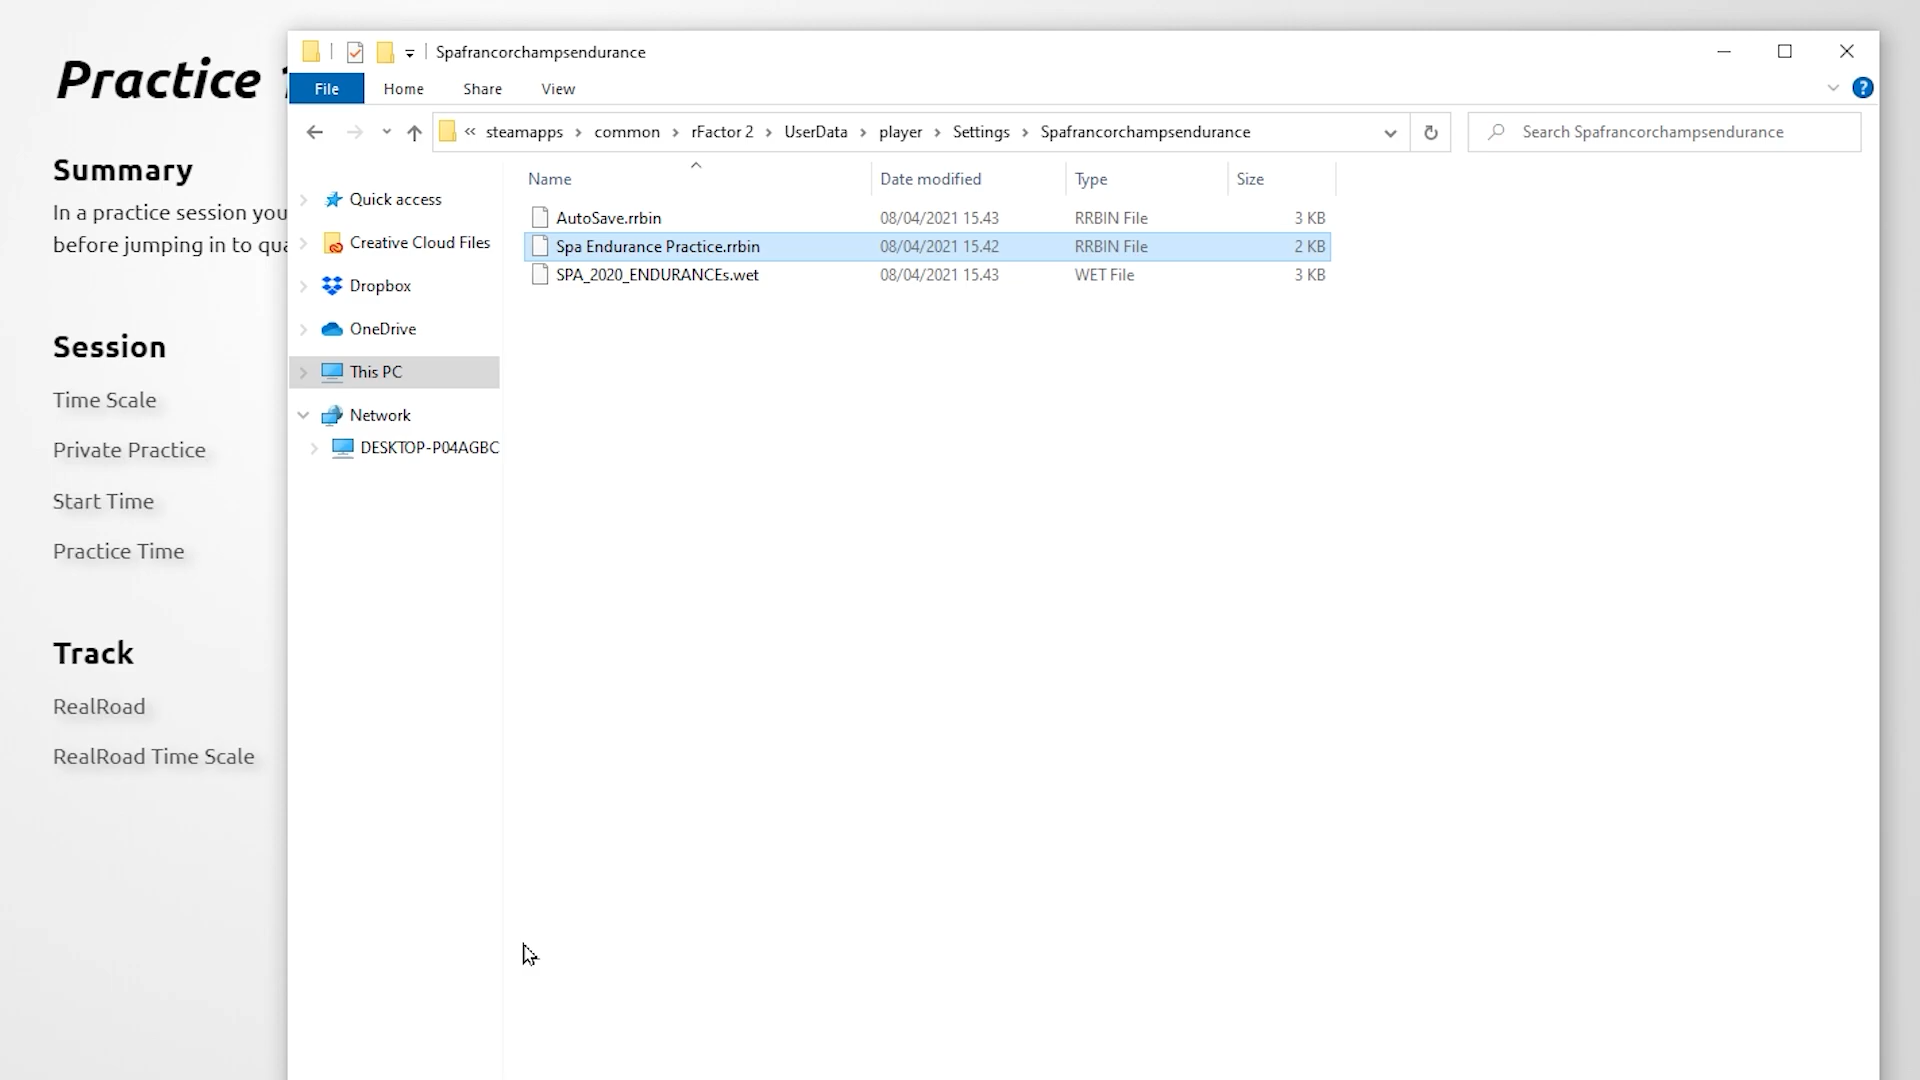 Practice
Summary
In a practice session you
before jumping in to qua
Session
Time Scale
Private Practice
Start Time
Practice Time
Track
RealRoad
RealRoad Time Scale
Spafrancorchampsendurance
File Home Share View
« steamapps > common > rFactor 2 > UserData > player > Settings > Spafrancorchampsendurance
Search Spafrancorchampsendurance
Quick access
Creative Cloud Files
Dropbox
OneDrive
This PC
Network
DESKTOP-P04AGBC
Name Date modified Type Size
AutoSave.rrbin 08/04/2021 15.43 RRBIN File 3 KB
Spa Endurance Practice.rrbin 08/04/2021 15.42 RRBIN File 2 KB
SPA_2020_ENDURANCEs.wet 08/04/2021 15.43 WET File 3 KB